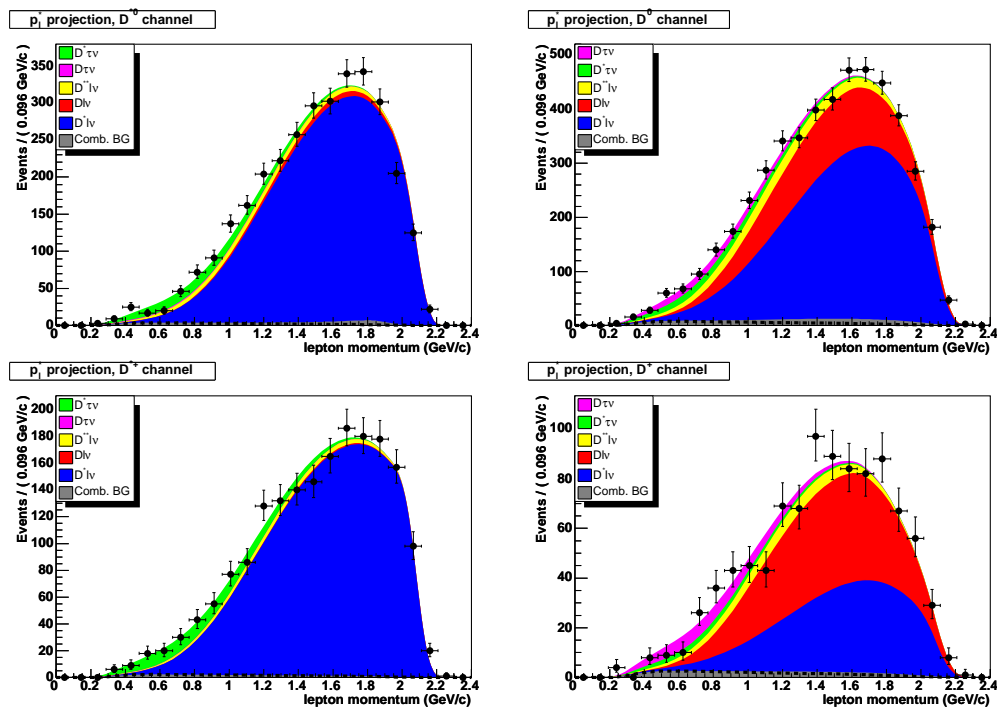 p*l projection, D*0 channel
Events / ( 0.096 GeV/c )
350
300
250
200
150
100
50
0
D*τν
Dτν
D**lν
Dlν
D*lν
Comb. BG
0 0.2 0.4 0.6 0.8 1 1.2 1.4 1.6 1.8 2 2.2 2.4
lepton momentum (GeV/c)
p*l projection, D0 channel
Events / ( 0.096 GeV/c )
500
400
300
200
100
0
Dτν
D*τν
D**lν
Dlν
D*lν
Comb. BG
0 0.2 0.4 0.6 0.8 1 1.2 1.4 1.6 1.8 2 2.2 2.4
lepton momentum (GeV/c)
p*l projection, D*+ channel
Events / ( 0.096 GeV/c )
200
180
160
140
120
100
80
60
40
20
0
D*τν
Dτν
D**lν
Dlν
D*lν
Comb. BG
0 0.2 0.4 0.6 0.8 1 1.2 1.4 1.6 1.8 2 2.2 2.4
lepton momentum (GeV/c)
p*l projection, D+ channel
Events / ( 0.096 GeV/c )
100
80
60
40
20
0
Dτν
D*τν
D**lν
Dlν
D*lν
Comb. BG
0 0.2 0.4 0.6 0.8 1 1.2 1.4 1.6 1.8 2 2.2 2.4
lepton momentum (GeV/c)